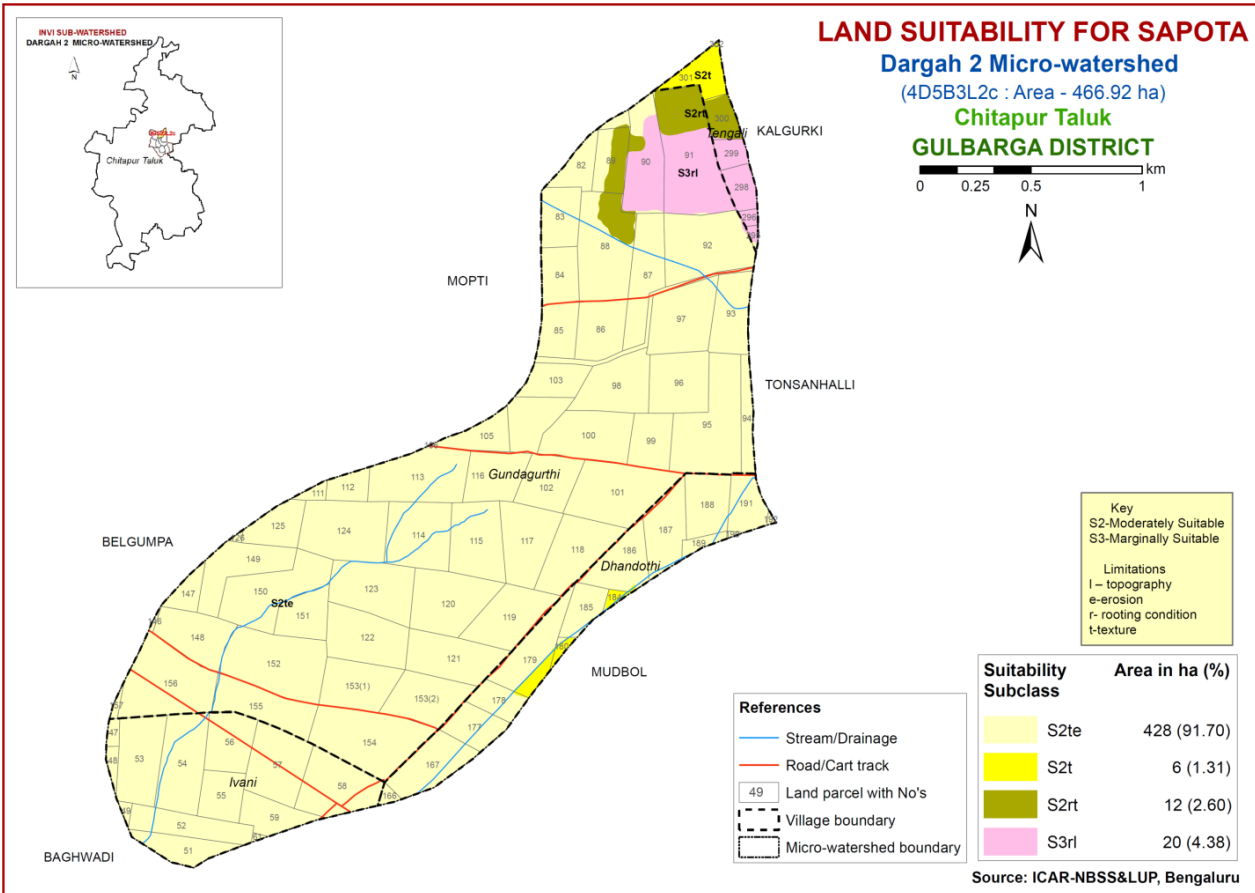 INVI SUB-WATERSHED
DARGAH 2 MICRO-WATERSHED
N
Chitapur Taluk
LAND SUITABILITY FOR SAPOTA
Dargah 2 Micro-watershed
(4D5B3L2c : Area - 466.92 ha)
Chitapur Taluk
GULBARGA DISTRICT
km
0 0.25 0.5 1
N
301 S2t
S2rt 300
Tengali KALGURKI
82 90 91 299
S3rl
298
83 296
88 92
MOPTI
84 87
93
97
85 86
103 98 96
TONSANHALLI
94
105 100 99 95
113 116 Gundagurthi
112 102 101
111
188 191
125 124 114 115 117 187
BELGUMPA
118 186 189
149 Dhandothi
147 150 123
S2te 151 120 185 184
119
148 122
152 121 179 180
MUDBOL
156 153(1) 153(2)
178
155 177
154
53 54 56 57 167
Ivani 58
55
59
52
51
BAGHWADI
Key
S2-Moderately Suitable
S3-Marginally Suitable
Limitations
l – topography
e-erosion
r- rooting condition
t-texture
References
Stream/Drainage
Road/Cart track
49 Land parcel with No's
Village boundary
Micro-watershed boundary
Suitability Subclass Area in ha (%)
S2te 428 (91.70)
S2t 6 (1.31)
S2rt 12 (2.60)
S3rl 20 (4.38)
Source: ICAR-NBSS&LUP, Bengaluru